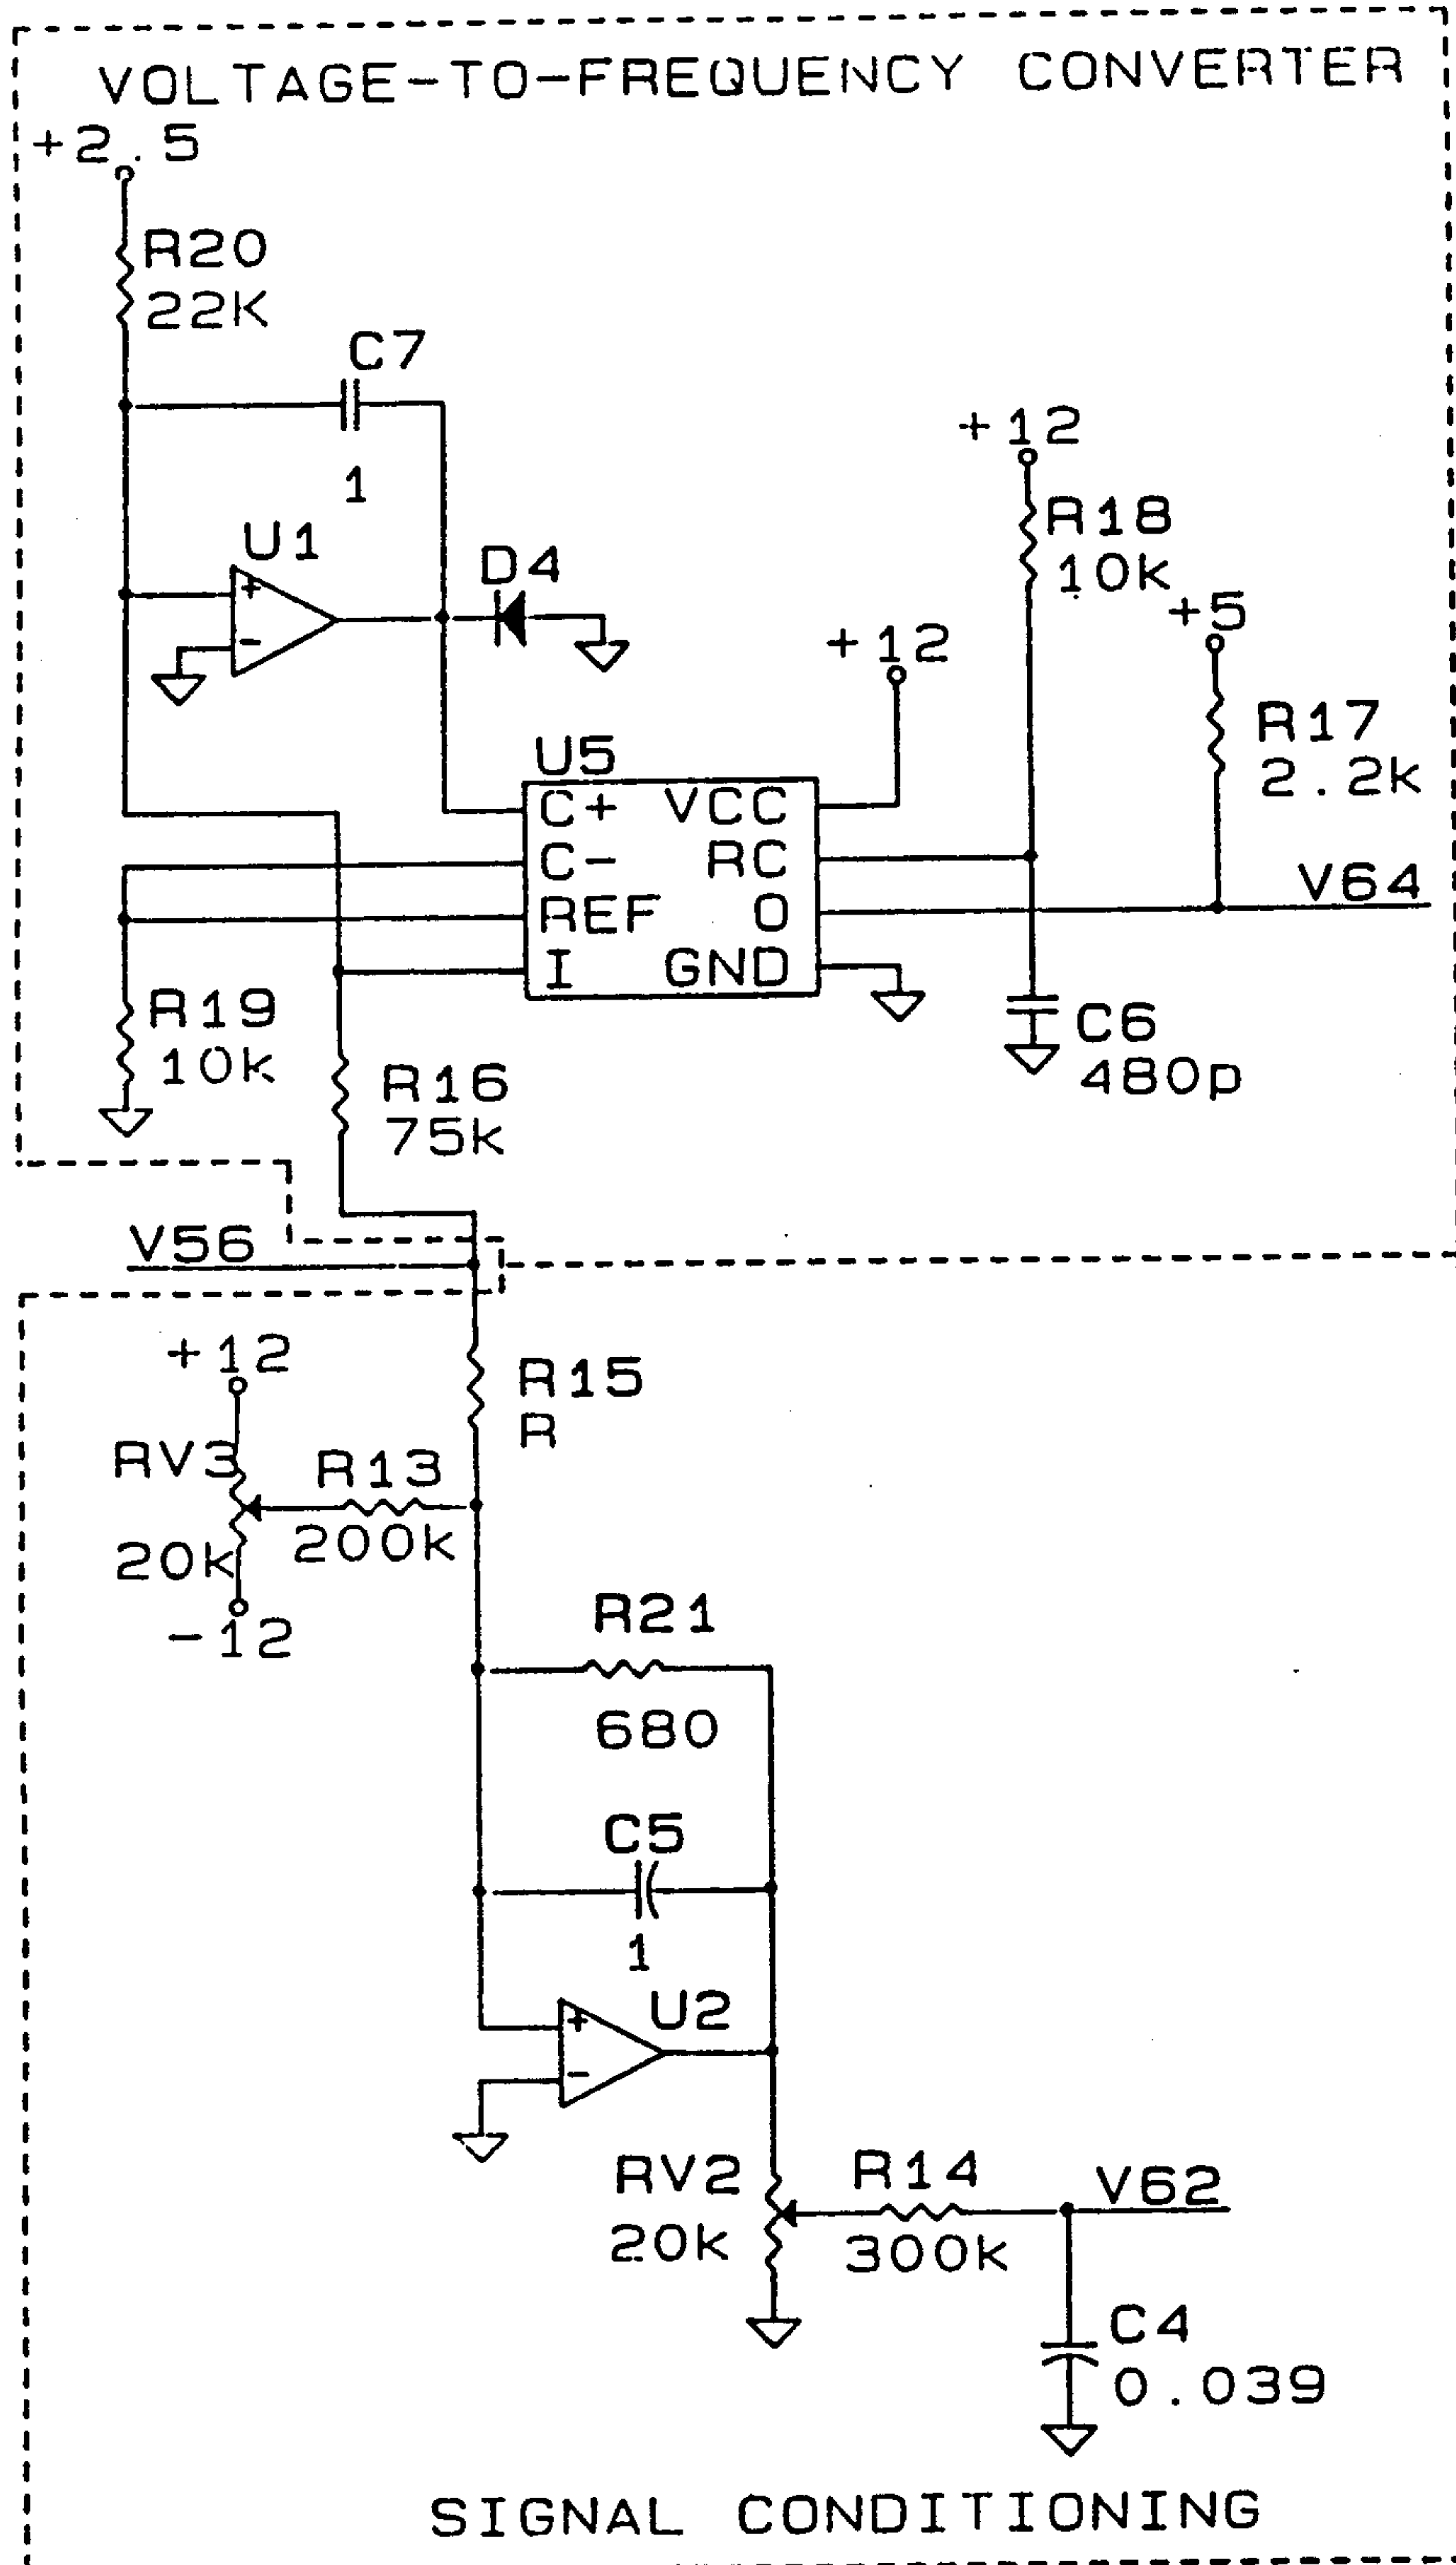 VOLTAGE-TO-FREQUENCY CONVERTER
+2.5
R20
22K
C7
1
U1
+
-
D4
+12
R18
10k
+5
R17
2.2k
+12
U5
C+ VCC
C- RC
REF O
I GND
V64
R19
10k
R16
75k
C6
480p
V56
+12
R15
R
RV3
20k
R13
200k
-12
R21
680
C5
1
U2
+
-
RV2
20k
R14
300k
V62
C4
0.039
SIGNAL CONDITIONING